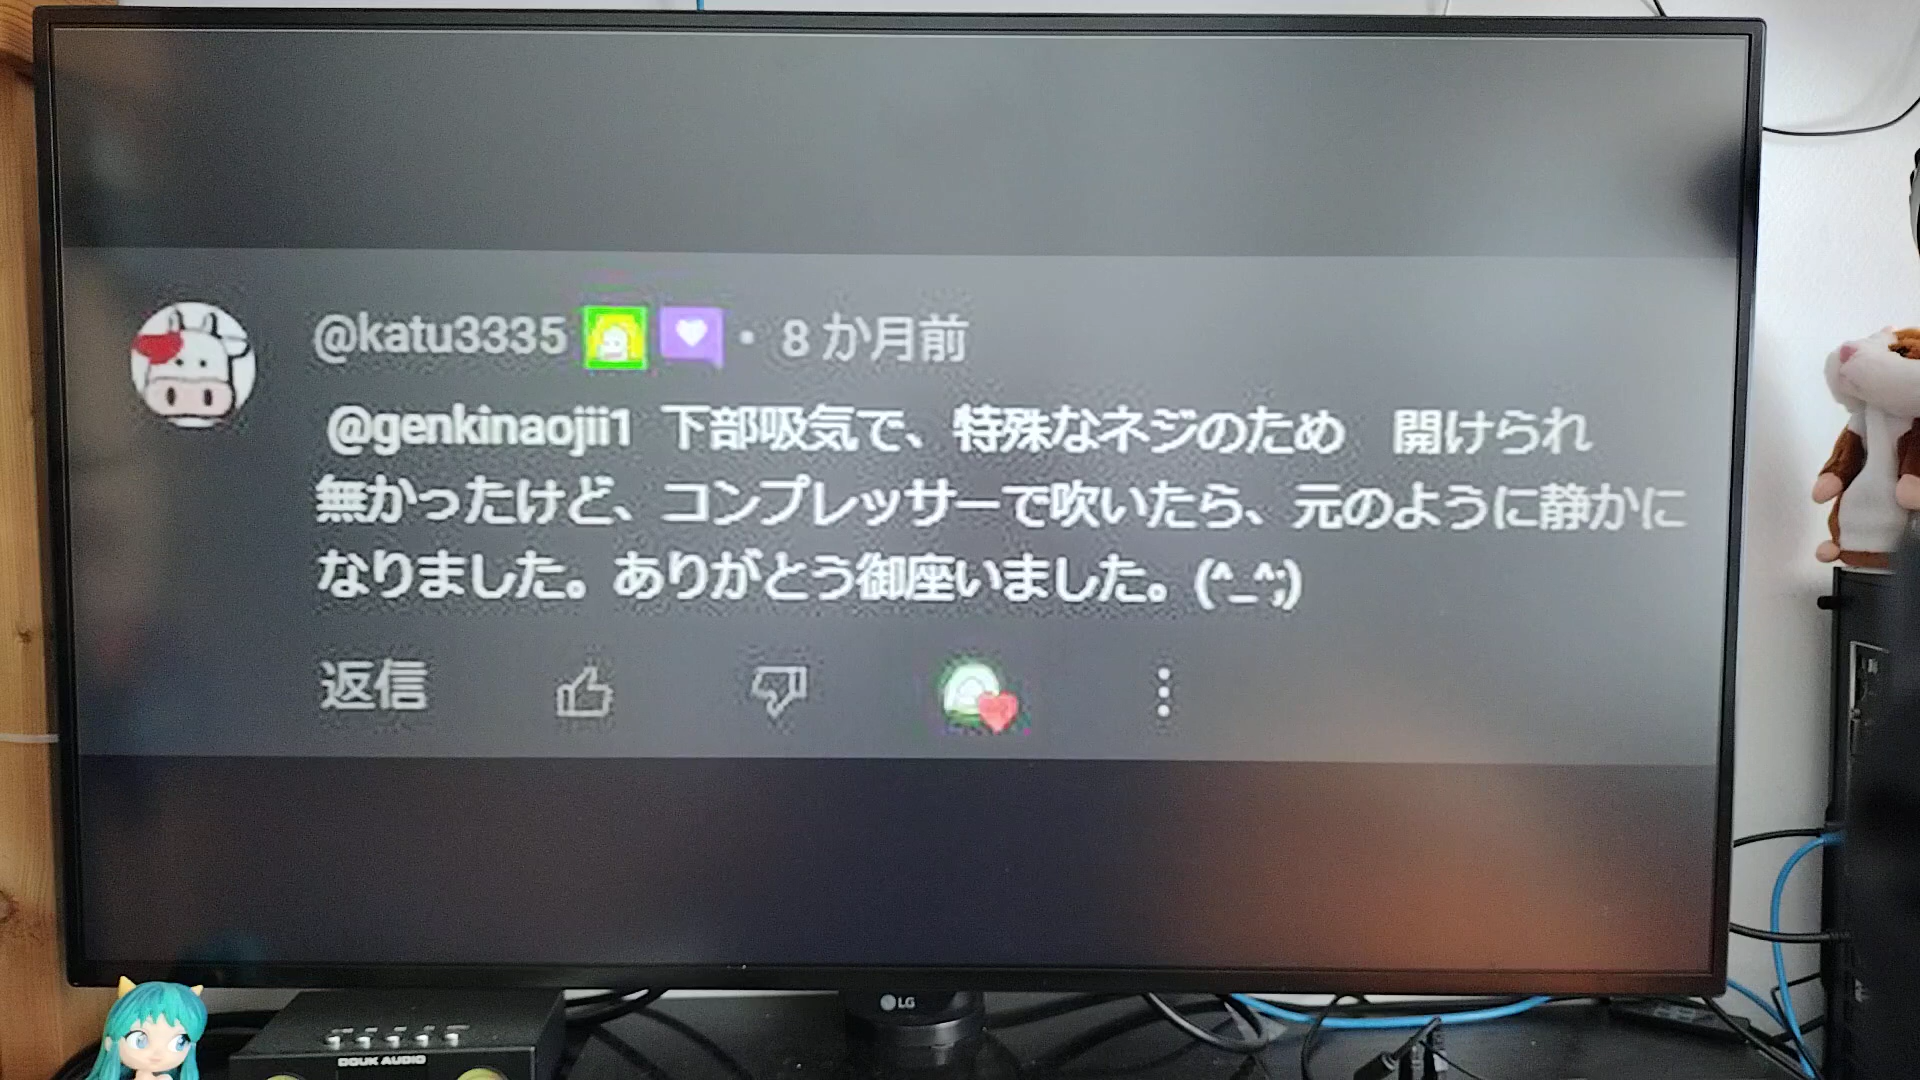 @katu3335 • 8 か月前
@genkinaojii1 下部吸気で、特殊なネジのため　開けられ
無かったけど、コンプレッサーで吹いたら、元のように静かに
なりました。ありがとう御座いました。(^_^;)
返信
LG
DOUK AUDIO